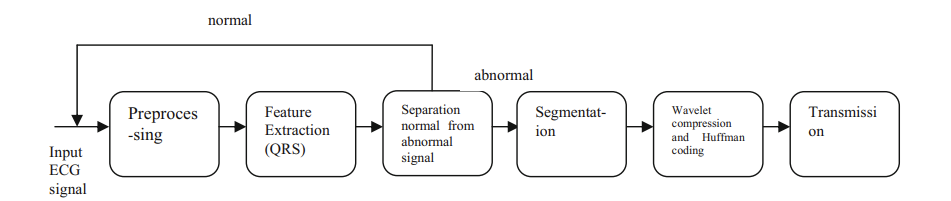 normal
abnormal
Preproces
-sing
Feature
Extraction
(QRS)
Separation
normal from
abnormal
signal
Segmentat-
ion
Wavelet
compression
and Huffman
coding
Transmissi
on
Input
ECG
signal